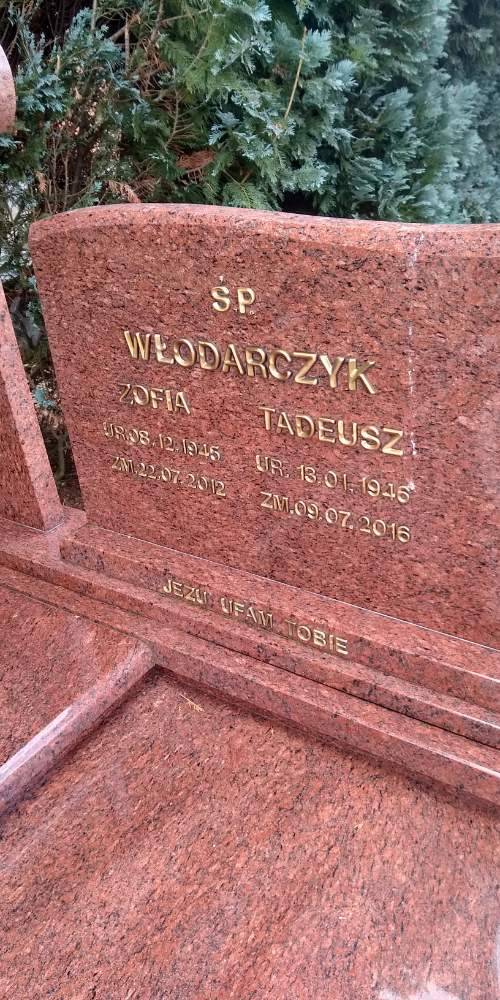 Ś.P.
WŁODARCZYK
ZOFIA
UR.08.12.1945
ZM.22.07.2012
TADEUSZ
UR. 13.01.1946
ZM.09.07.2016
JEZU UFAM TOBIE